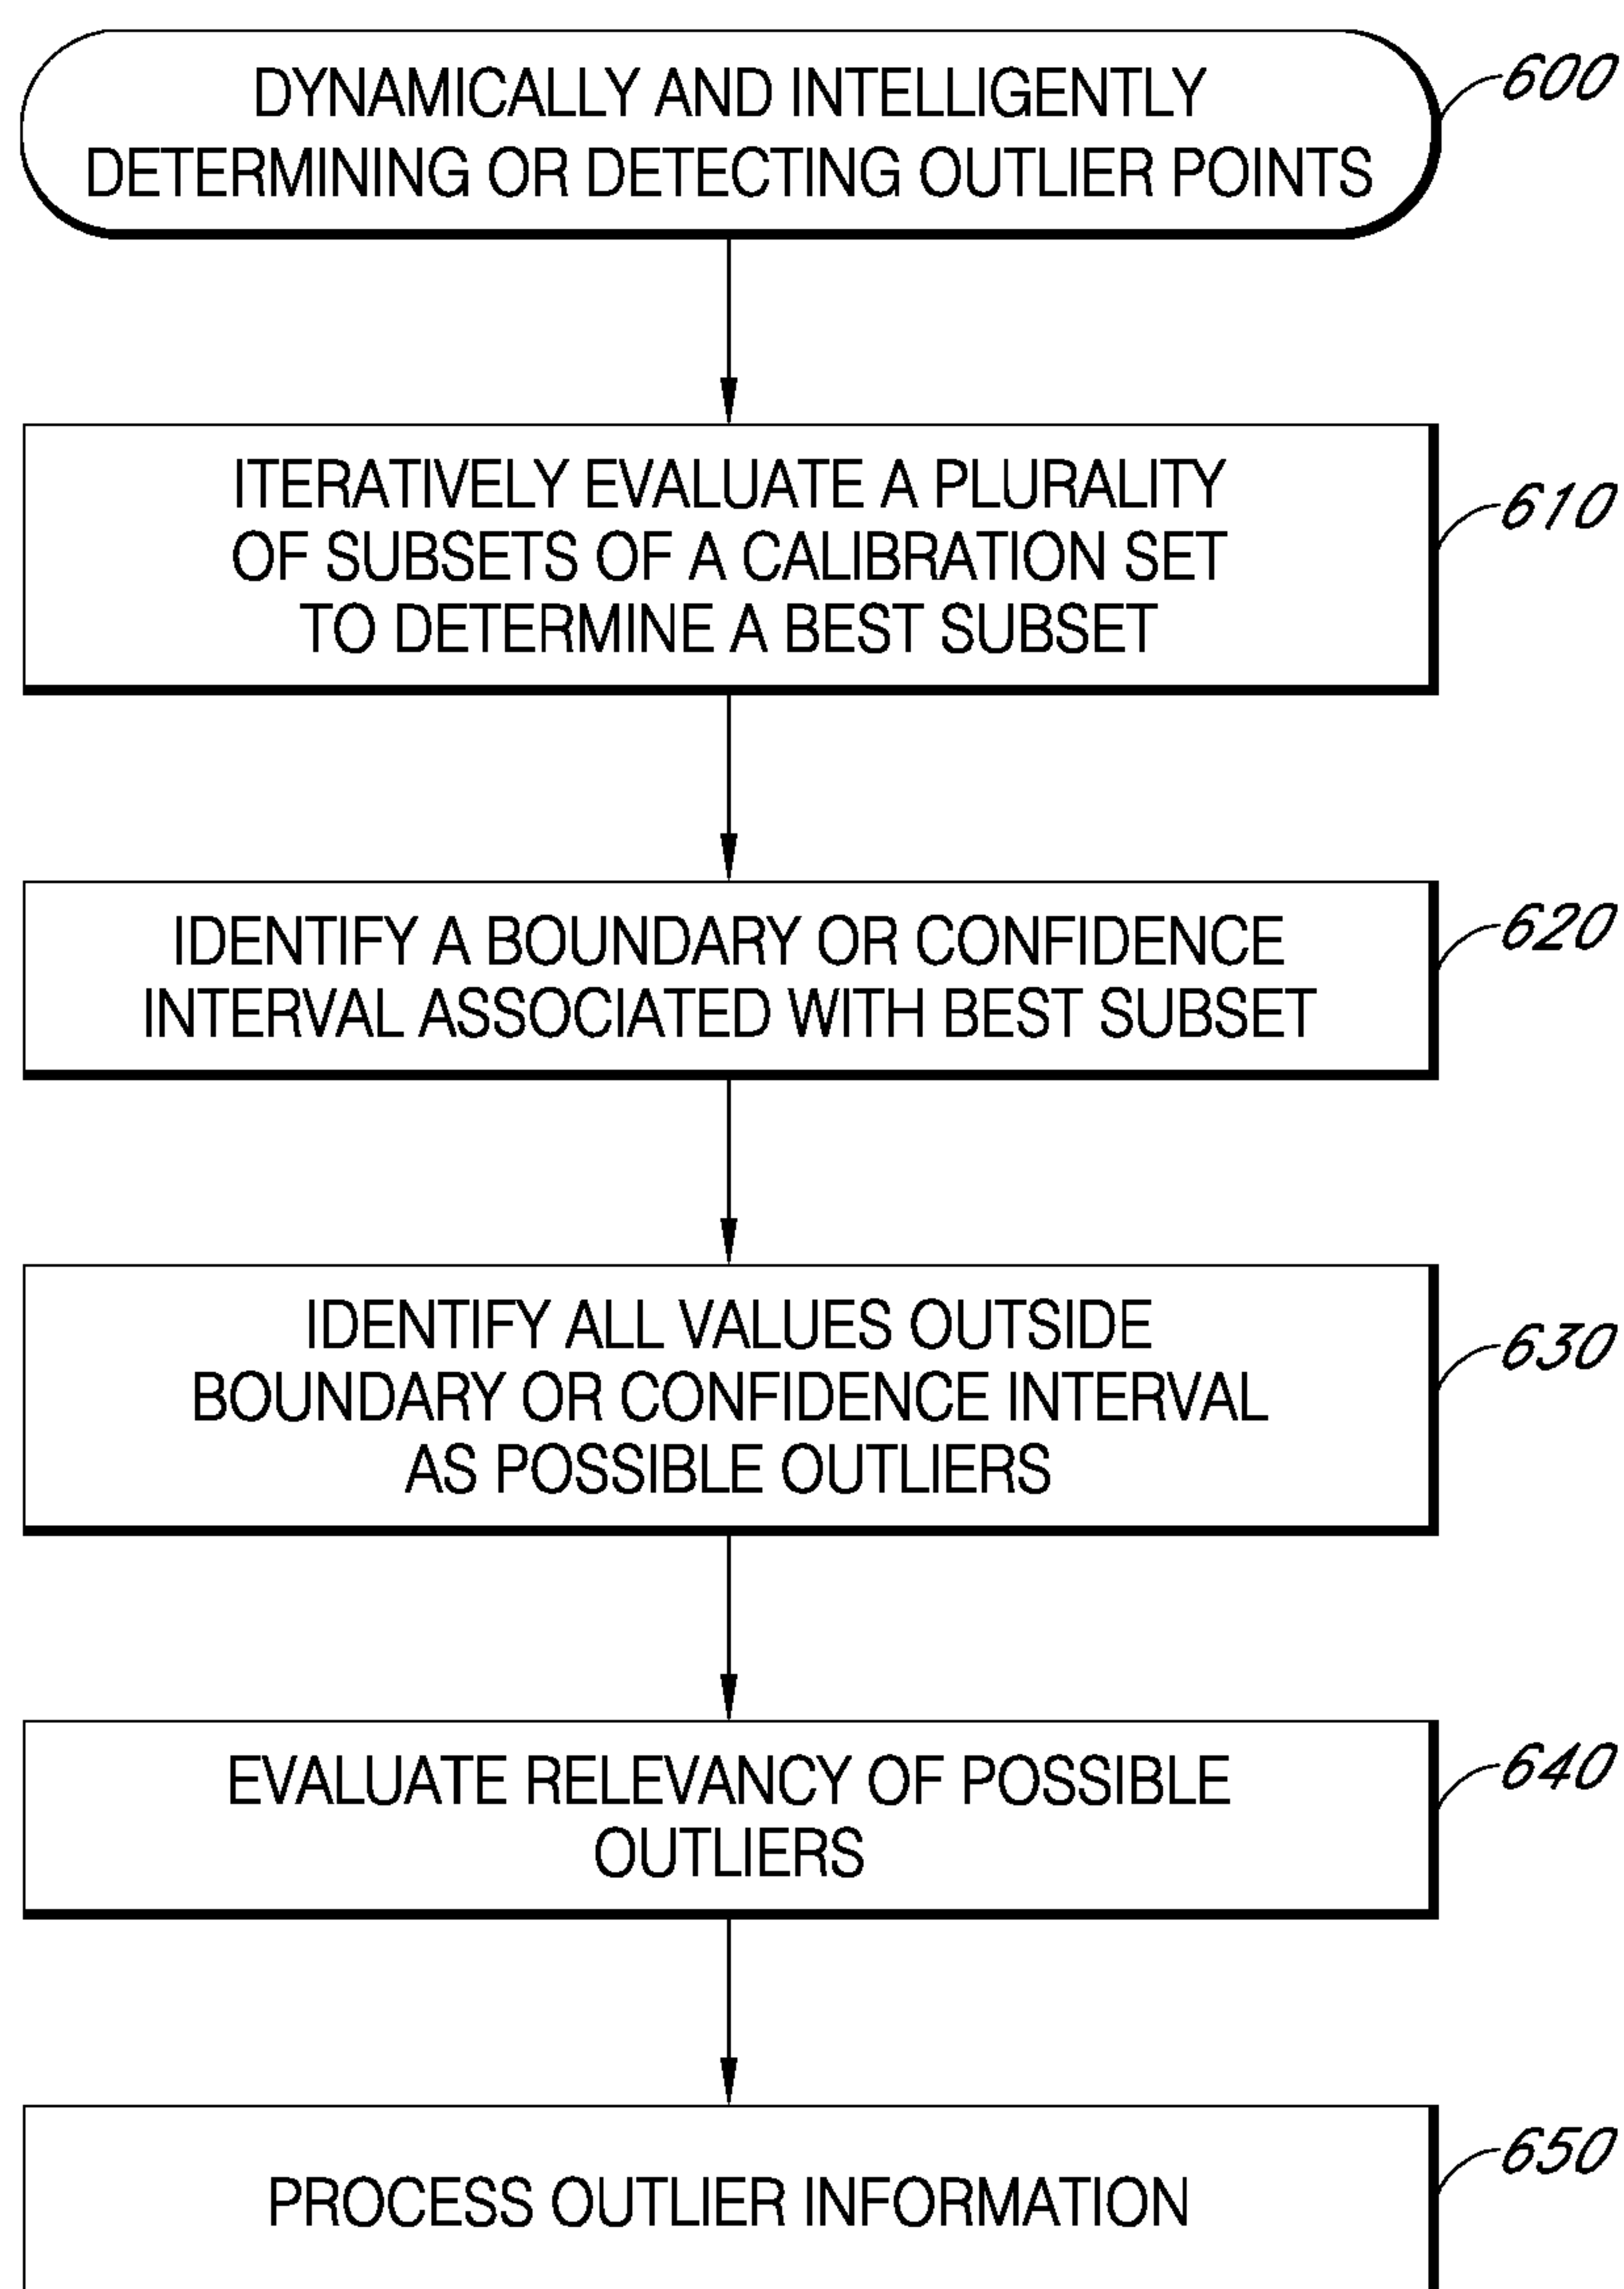 DYNAMICALLY AND INTELLIGENTLY
DETERMINING OR DETECTING OUTLIER POINTS
600
ITERATIVELY EVALUATE A PLURALITY
OF SUBSETS OF A CALIBRATION SET
TO DETERMINE A BEST SUBSET
610
IDENTIFY A BOUNDARY OR CONFIDENCE
INTERVAL ASSOCIATED WITH BEST SUBSET
620
IDENTIFY ALL VALUES OUTSIDE
BOUNDARY OR CONFIDENCE INTERVAL
AS POSSIBLE OUTLIERS
630
EVALUATE RELEVANCY OF POSSIBLE
OUTLIERS
640
PROCESS OUTLIER INFORMATION
650